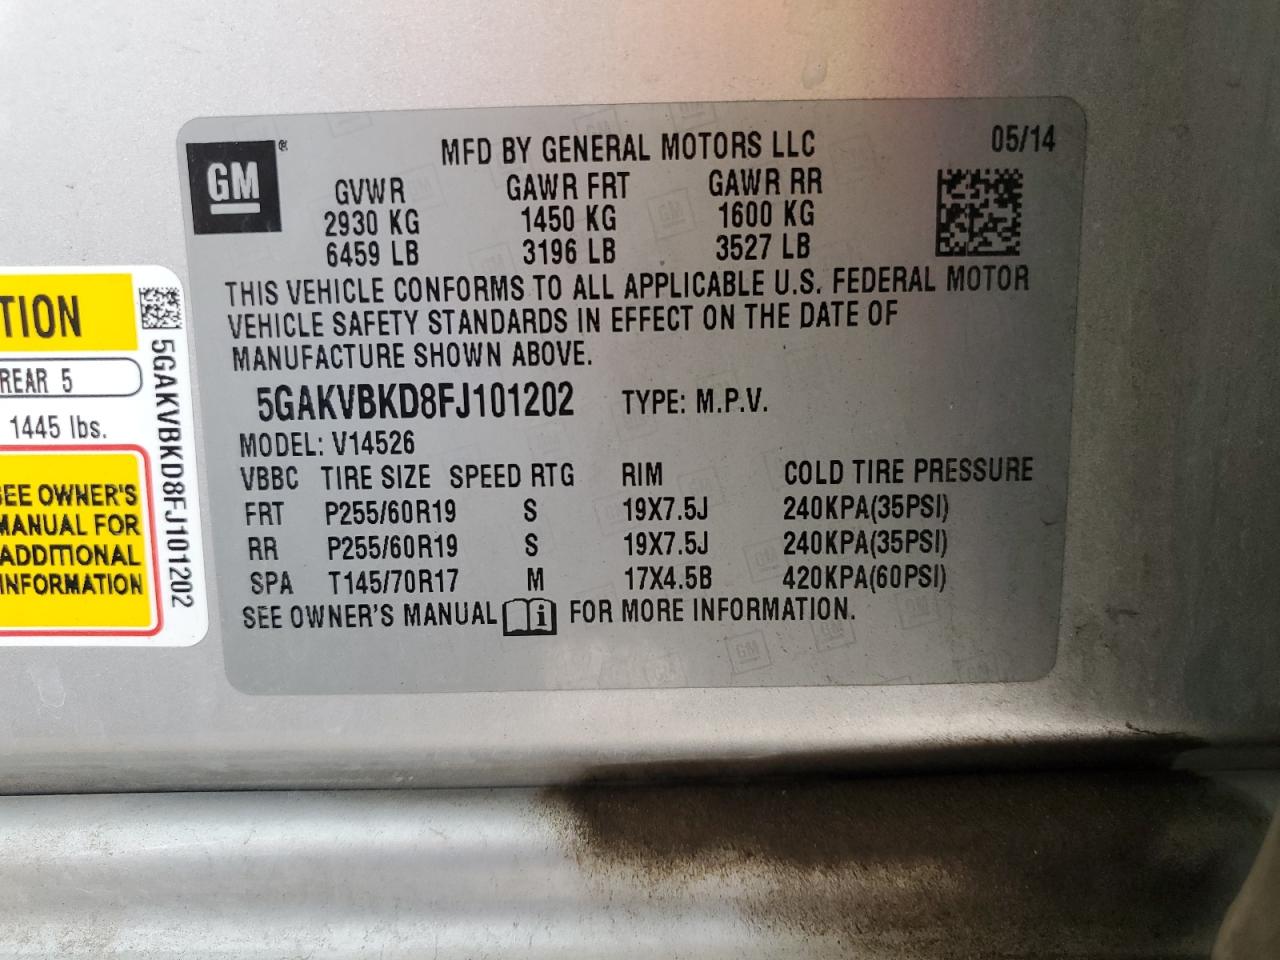 GM
MFD BY GENERAL MOTORS LLC 05/14
GVWR GAWR FRT GAWR RR
2930 KG 1450 KG 1600 KG
6459 LB 3196 LB 3527 LB
THIS VEHICLE CONFORMS TO ALL APPLICABLE U.S. FEDERAL MOTOR
VEHICLE SAFETY STANDARDS IN EFFECT ON THE DATE OF
MANUFACTURE SHOWN ABOVE.
5GAKVBKD8FJ101202 TYPE: M.P.V.
MODEL: V14526
VBBC TIRE SIZE SPEED RTG RIM COLD TIRE PRESSURE
FRT P255/60R19 S 19X7.5J 240KPA(35PSI)
RR P255/60R19 S 19X7.5J 240KPA(35PSI)
SPA T145/70R17 M 17X4.5B 420KPA(60PSI)
SEE OWNER'S MANUAL i FOR MORE INFORMATION.
TION
REAR 5
1445 lbs.
SEE OWNER'S
MANUAL FOR
ADDITIONAL
INFORMATION
5GAKVBKD8FJ101202